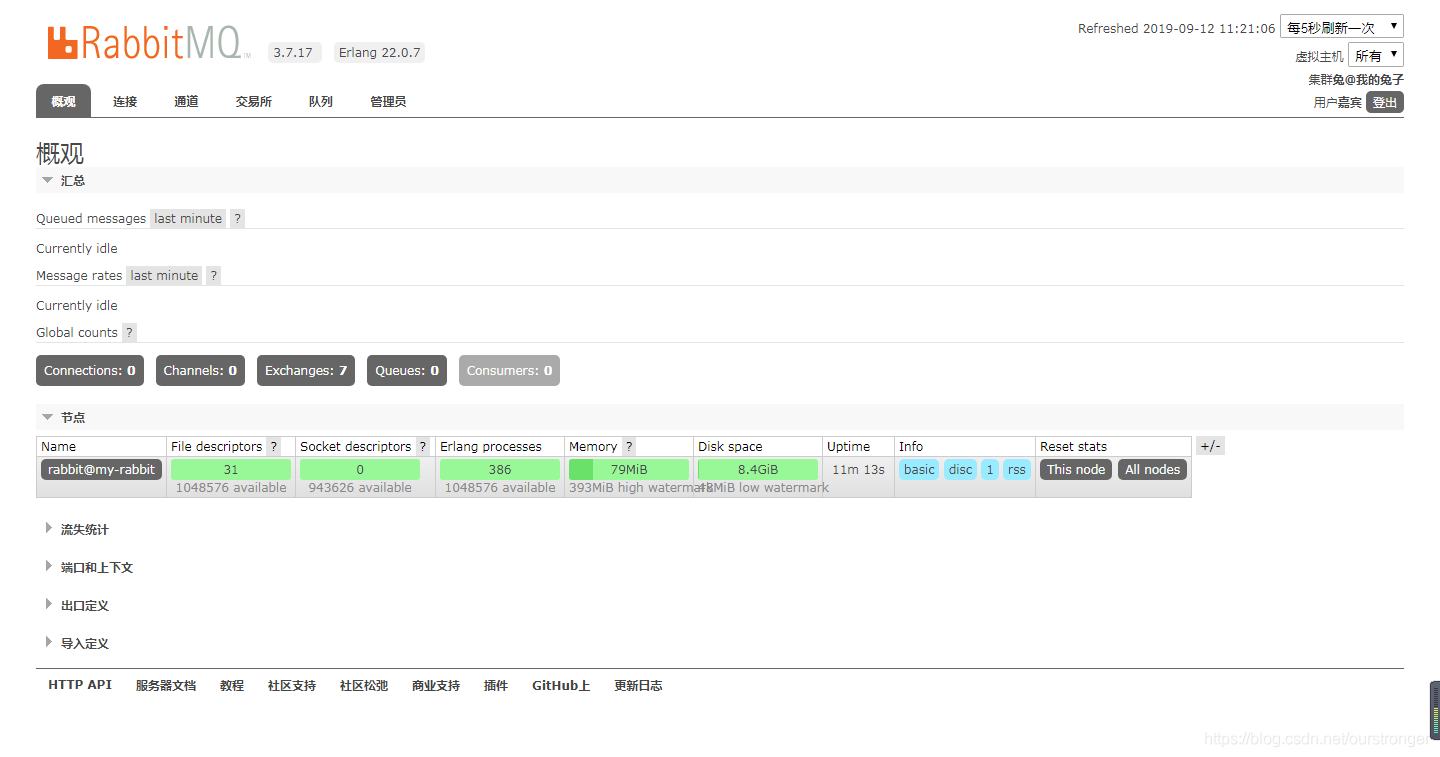 RabbitMQ TM 3.7.17 Erlang 22.0.7
Refreshed 2019-09-12 11:21:06 每5秒刷新一次
虚拟主机 所有
集群兔@我的兔子
用户嘉宾 登出
概观 连接 通道 交易所 队列 管理员
概观
汇总
Queued messages last minute ?
Currently idle
Message rates last minute ?
Currently idle
Global counts ?
Connections: 0 Channels: 0 Exchanges: 7 Queues: 0 Consumers: 0
节点
Name File descriptors ? Socket descriptors ? Erlang processes Memory ? Disk space Uptime Info Reset stats +/-
rabbit@my-rabbit 31 0 386 79MiB 8.4GiB 11m 13s basic disc 1 rss This node All nodes
1048576 available 943626 available 1048576 available 393MiB high watermark 48MiB low watermark
流失统计
端口和上下文
出口定义
导入定义
HTTP API 服务器文档 教程 社区支持 社区松弛 商业支持 插件 GitHub上 更新日志
https://blog.csdn.net/ourstronger